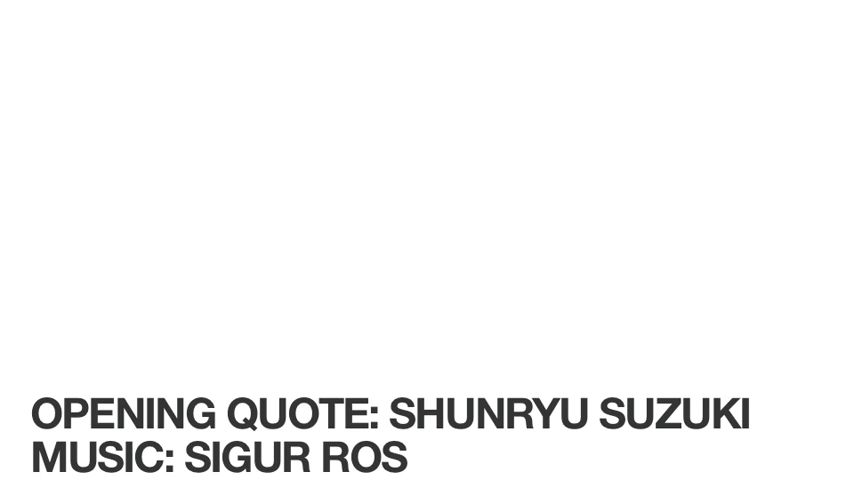 OPENING QUOTE: SHUNRYU SUZUKI
MUSIC: SIGUR ROS